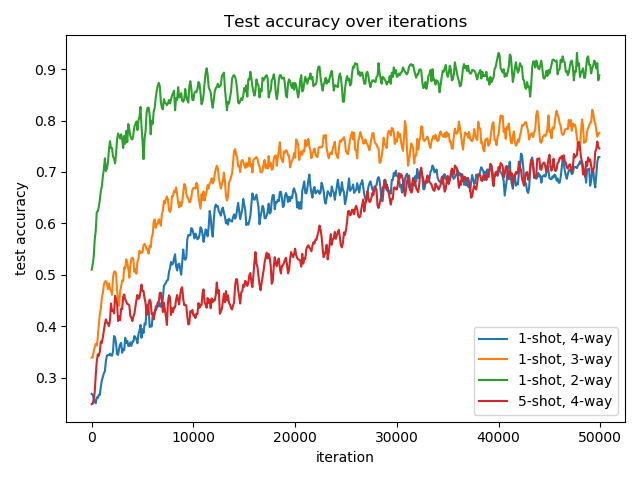 Test accuracy over iterations
test accuracy
0.9
0.8
0.7
0.6
0.5
0.4
0.3
0 10000 20000 30000 40000 50000
iteration
1-shot, 4-way
1-shot, 3-way
1-shot, 2-way
5-shot, 4-way